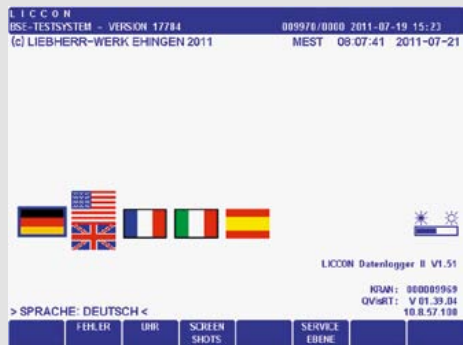 LICCON
BSE-TESTSYSTEM - VERSION 17784 009970/0000 2011-07-19 15:23
(c) LIEBHERR-WERK EHINGEN 2011 MEST 08:07:41 2011-07-21
LICCON Datenlogger II V1.51
KRAN: 000009969
QVisRT: V 01.39.04
10.8.57.100
> SPRACHE: DEUTSCH <
FEHLER UHR SCREEN SHOTS SERVICE EBENE